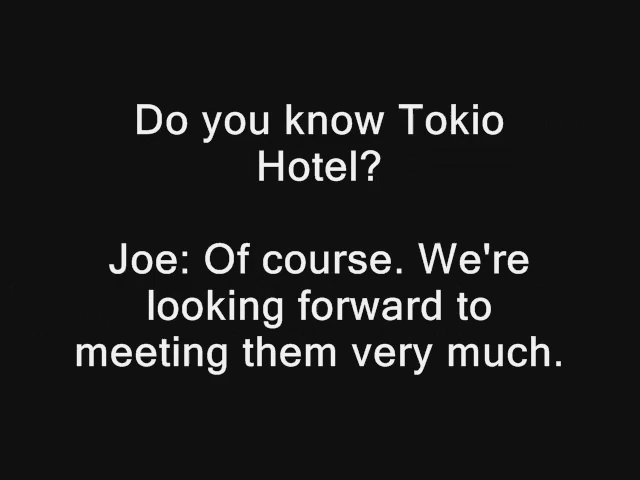 Do you know Tokio
Hotel?
Joe: Of course. We're
looking forward to
meeting them very much.